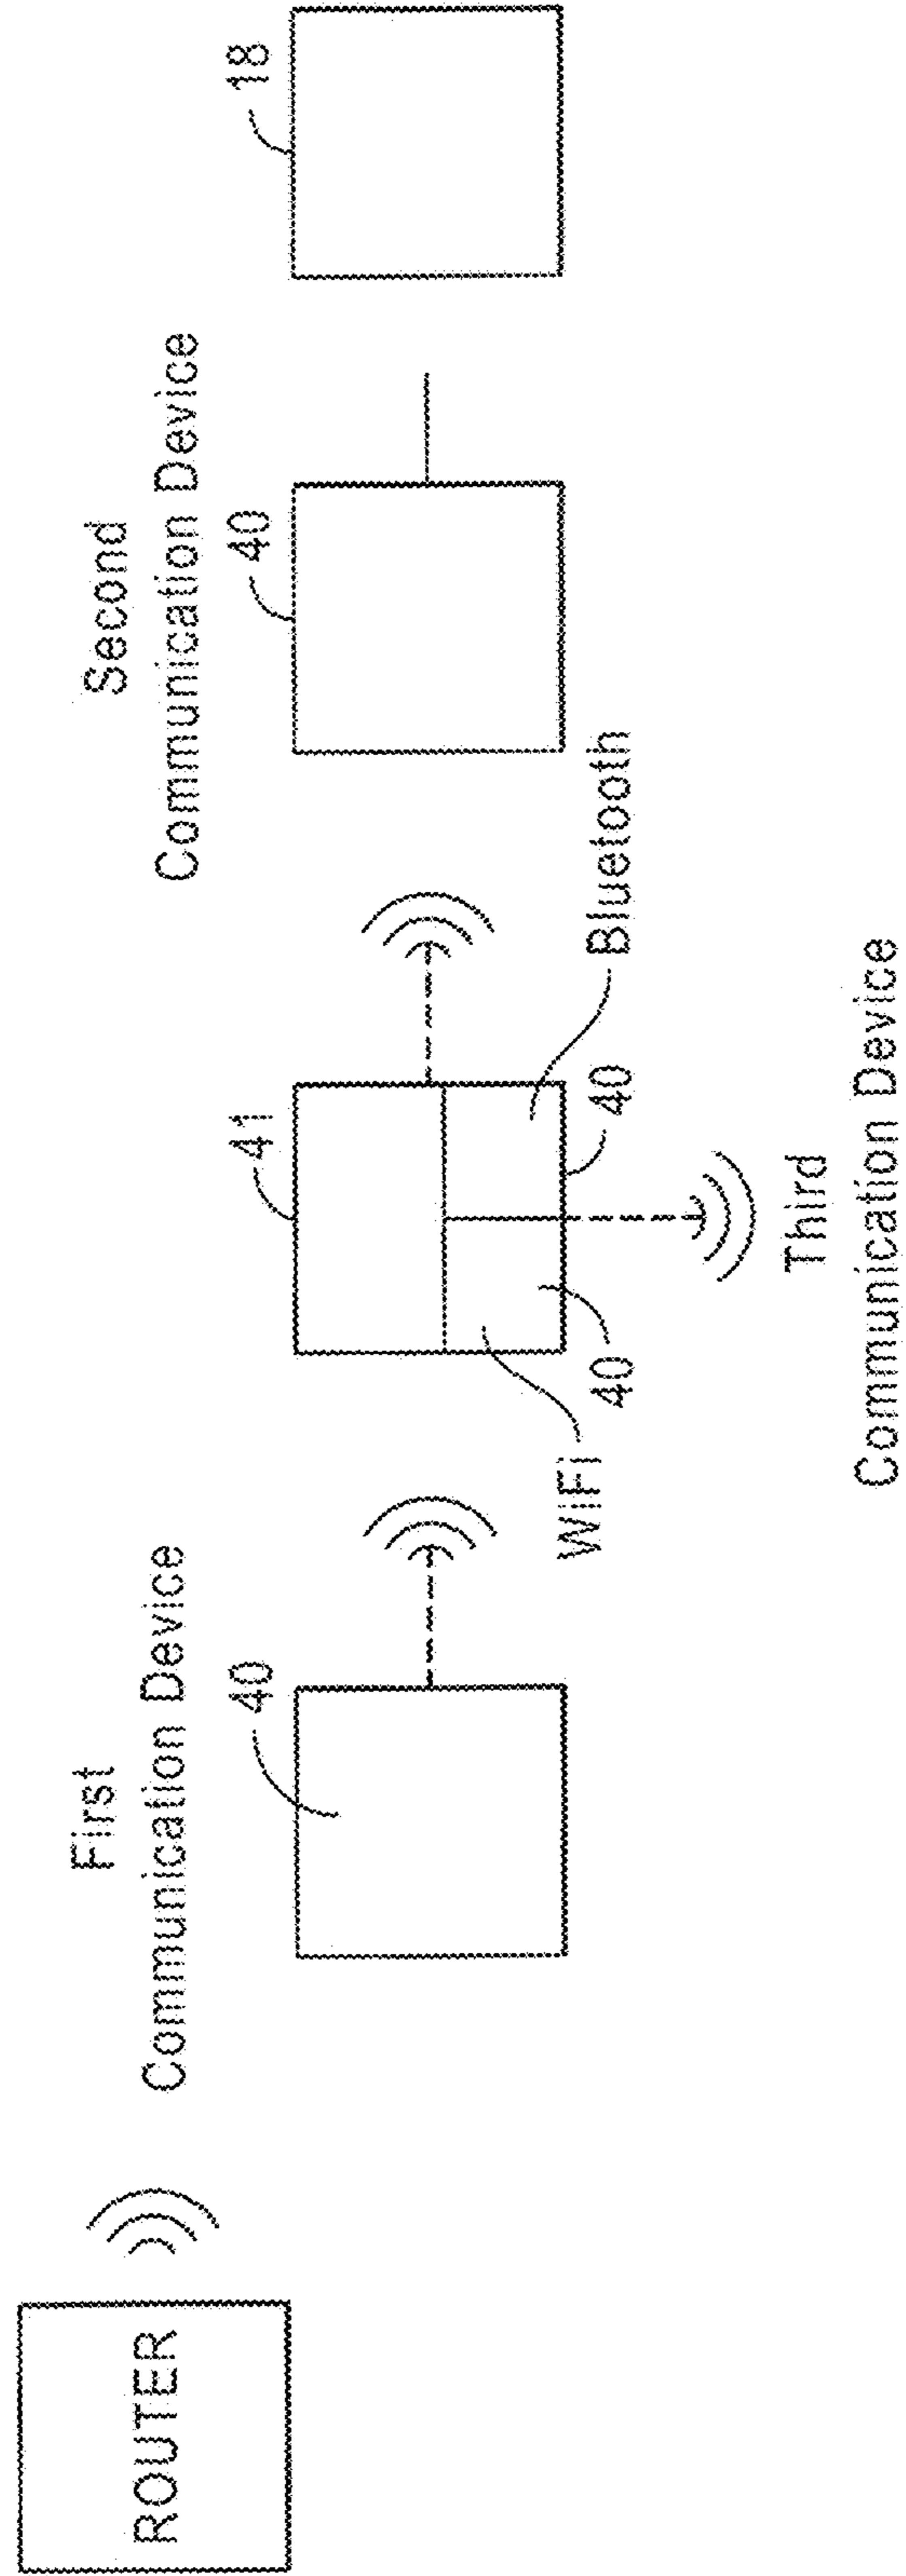 ROUTER
First
Communication Device
40
WiFi
40
41
40
Bluetooth
Third
Communication Device
Second
Communication Device
40
18